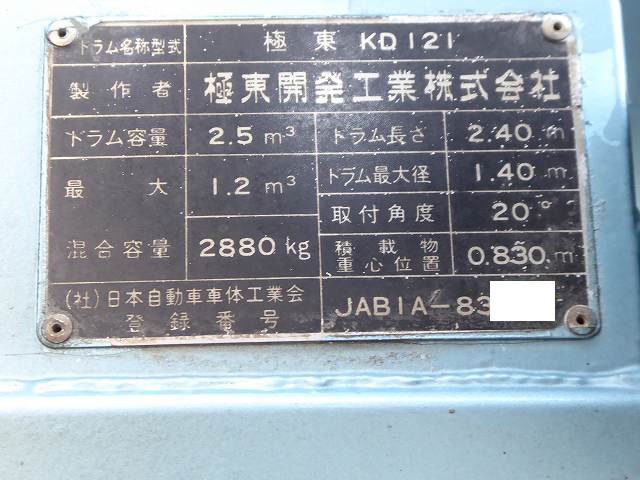 ドラム名称型式 極東 KD121
製作者 極東開発工業株式会社
ドラム容量 2.5 m³ ドラム長さ 2.40 m
最大 1.2 m³ ドラム最大径 1.40 m
取付角度 20°
混合容量 2880 kg 積載物
重心位置 0.830 m
(社)日本自動車車体工業会
登録番号 JABIA-83